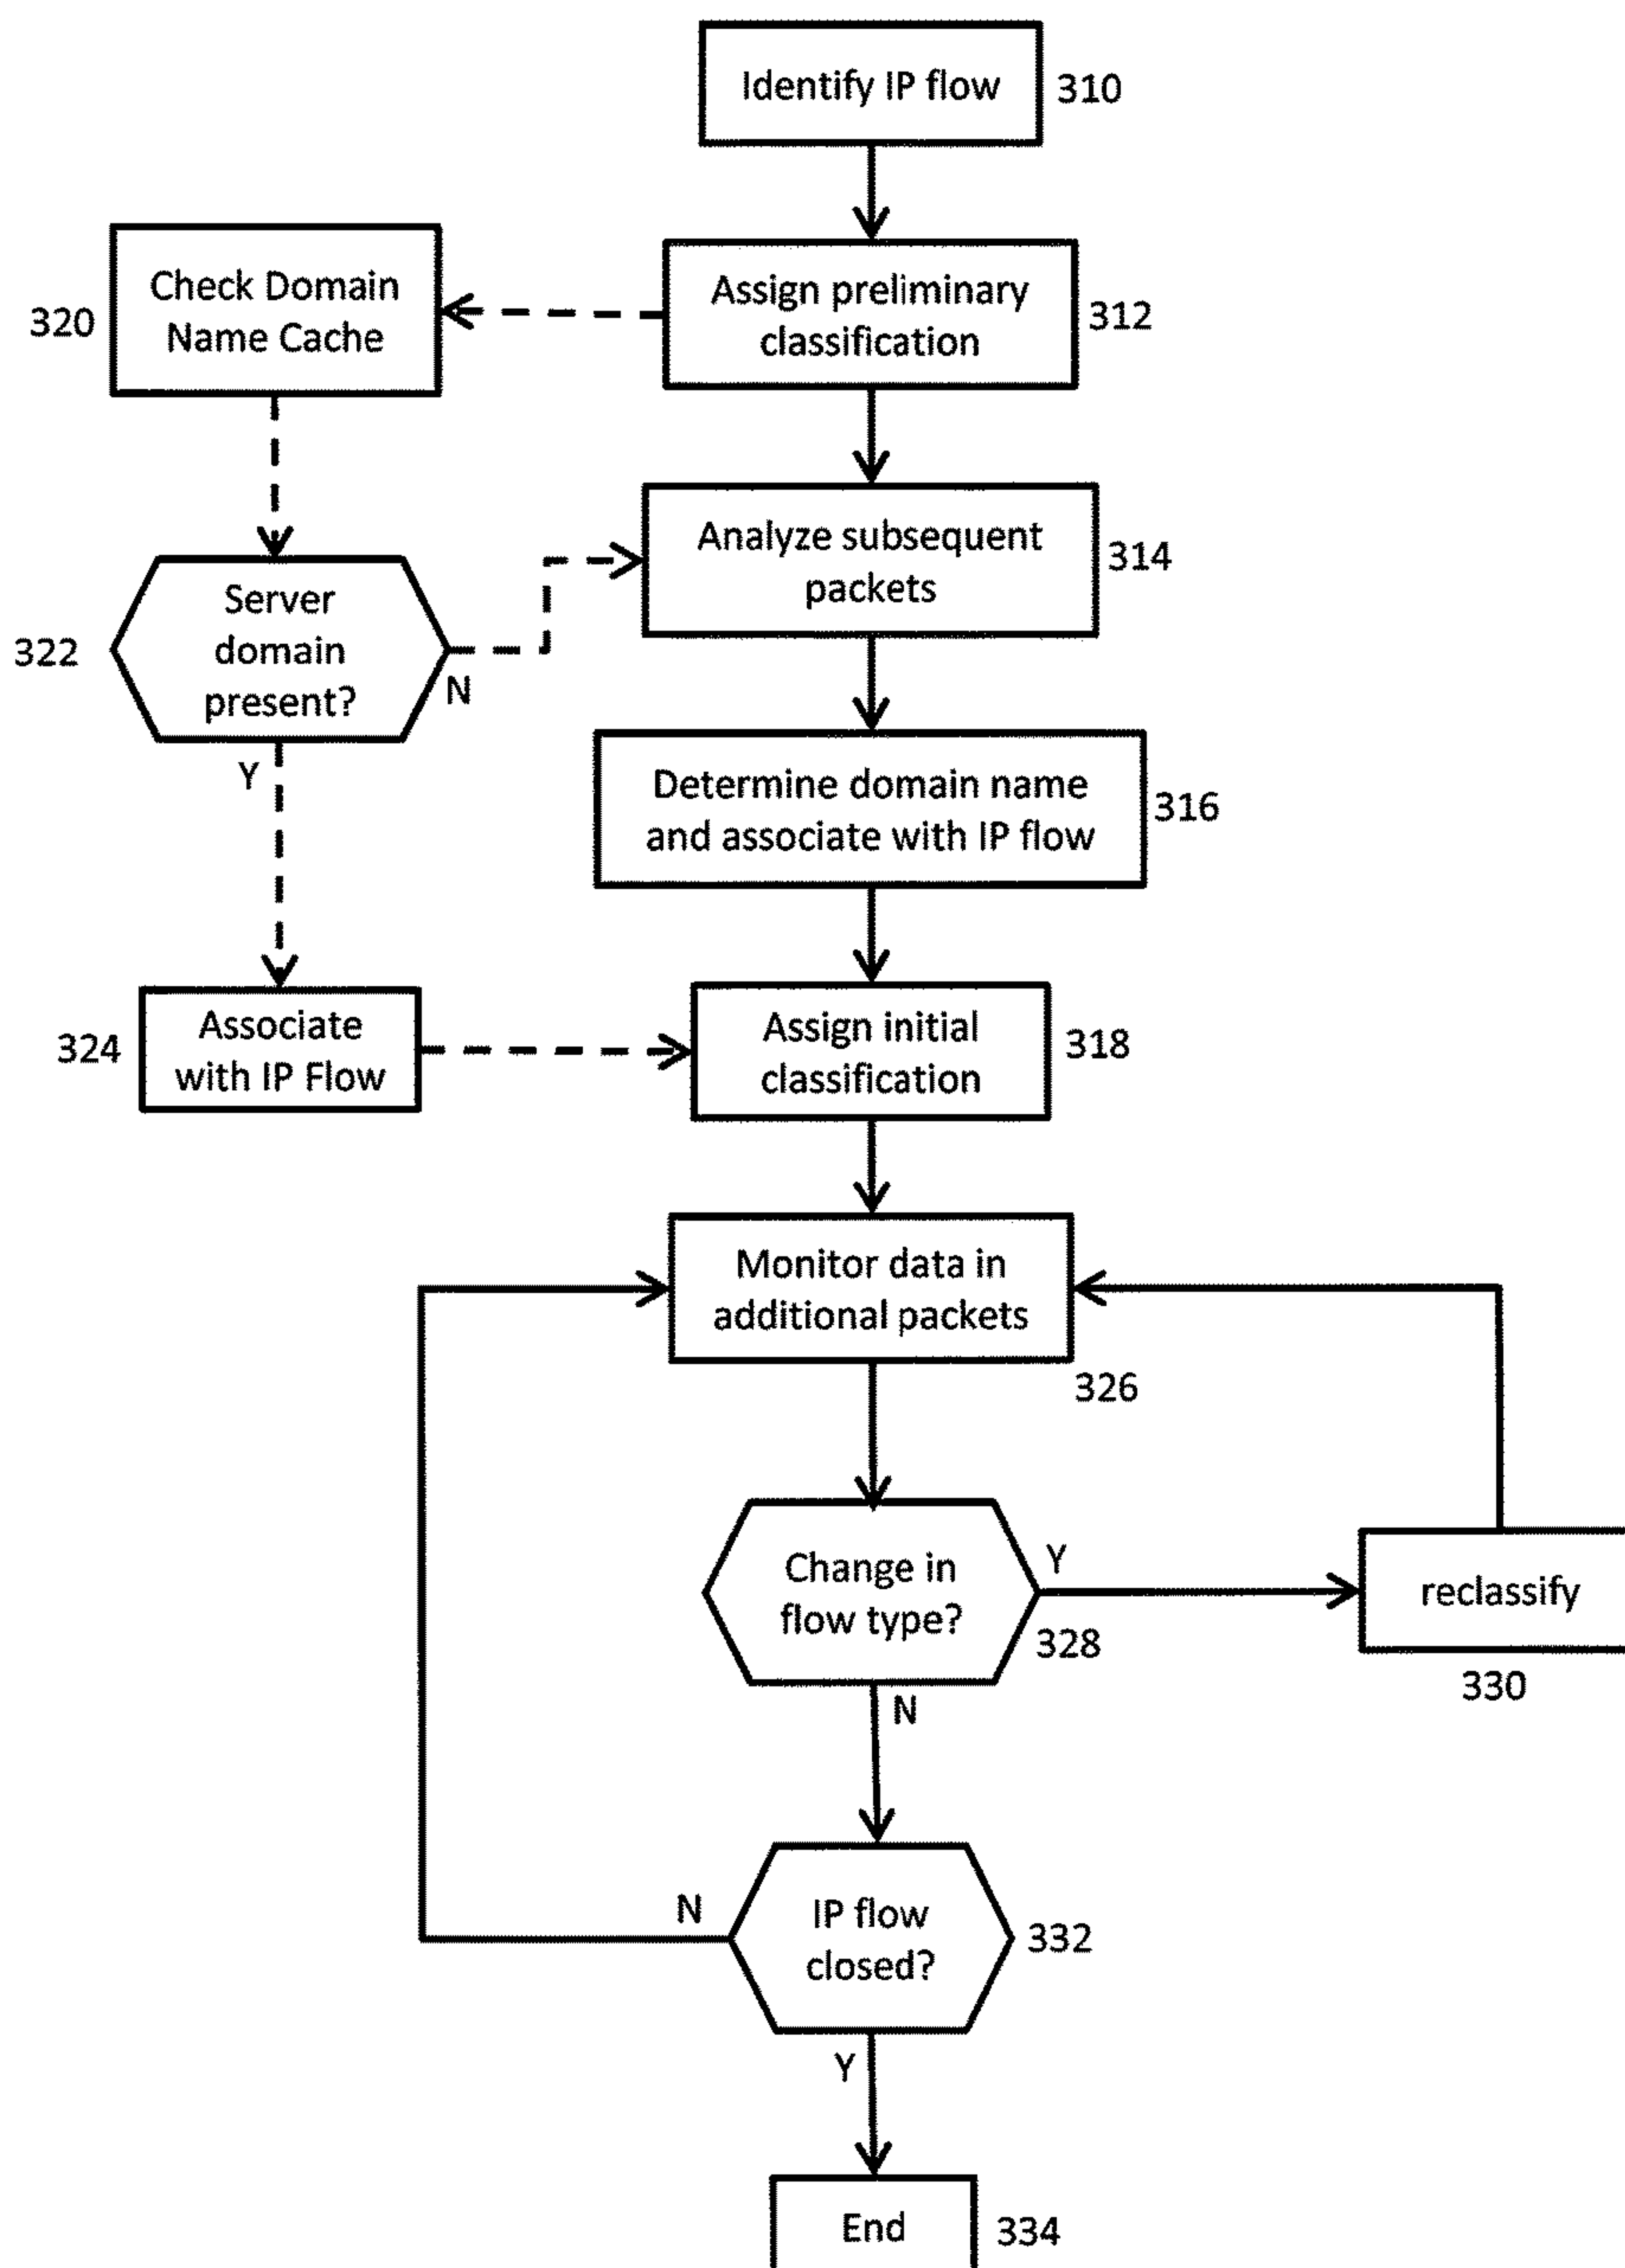 Identify IP flow
310
Assign preliminary
classification
312
Check Domain
Name Cache
320
Analyze subsequent
packets
314
Server
domain
present?
322
N
Y
Determine domain name
and associate with IP flow
316
Associate
with IP Flow
324
Assign initial
classification
318
Monitor data in
additional packets
326
Change in
flow type?
328
Y
N
reclassify
330
IP flow
closed?
332
N
Y
End
334